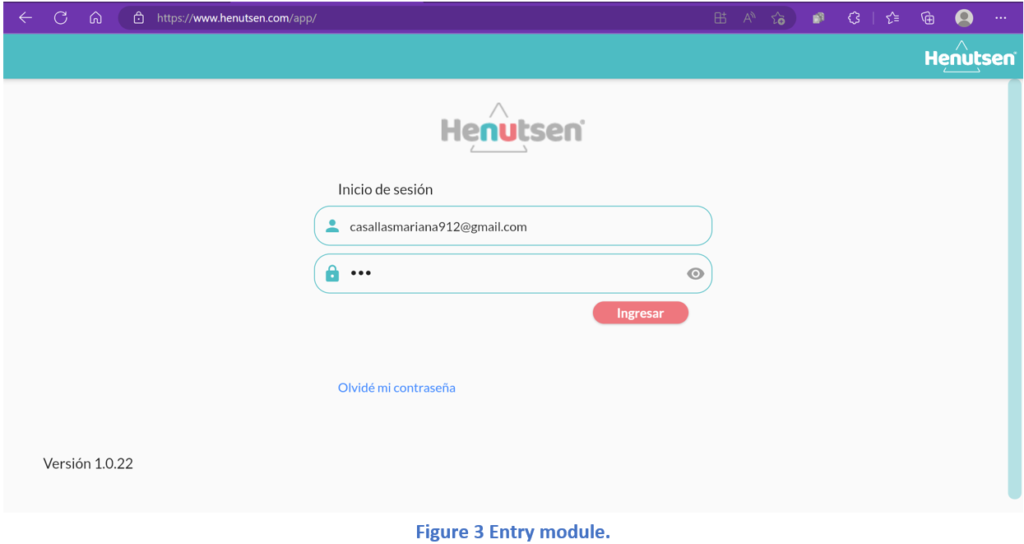 https://www.henutsen.com/app/
Henutsen®
Henutsen®
Inicio de sesión
casallasmariana912@gmail.com
•••
Ingresar
Olvidé mi contraseña
Versión 1.0.22
Figure 3 Entry module.